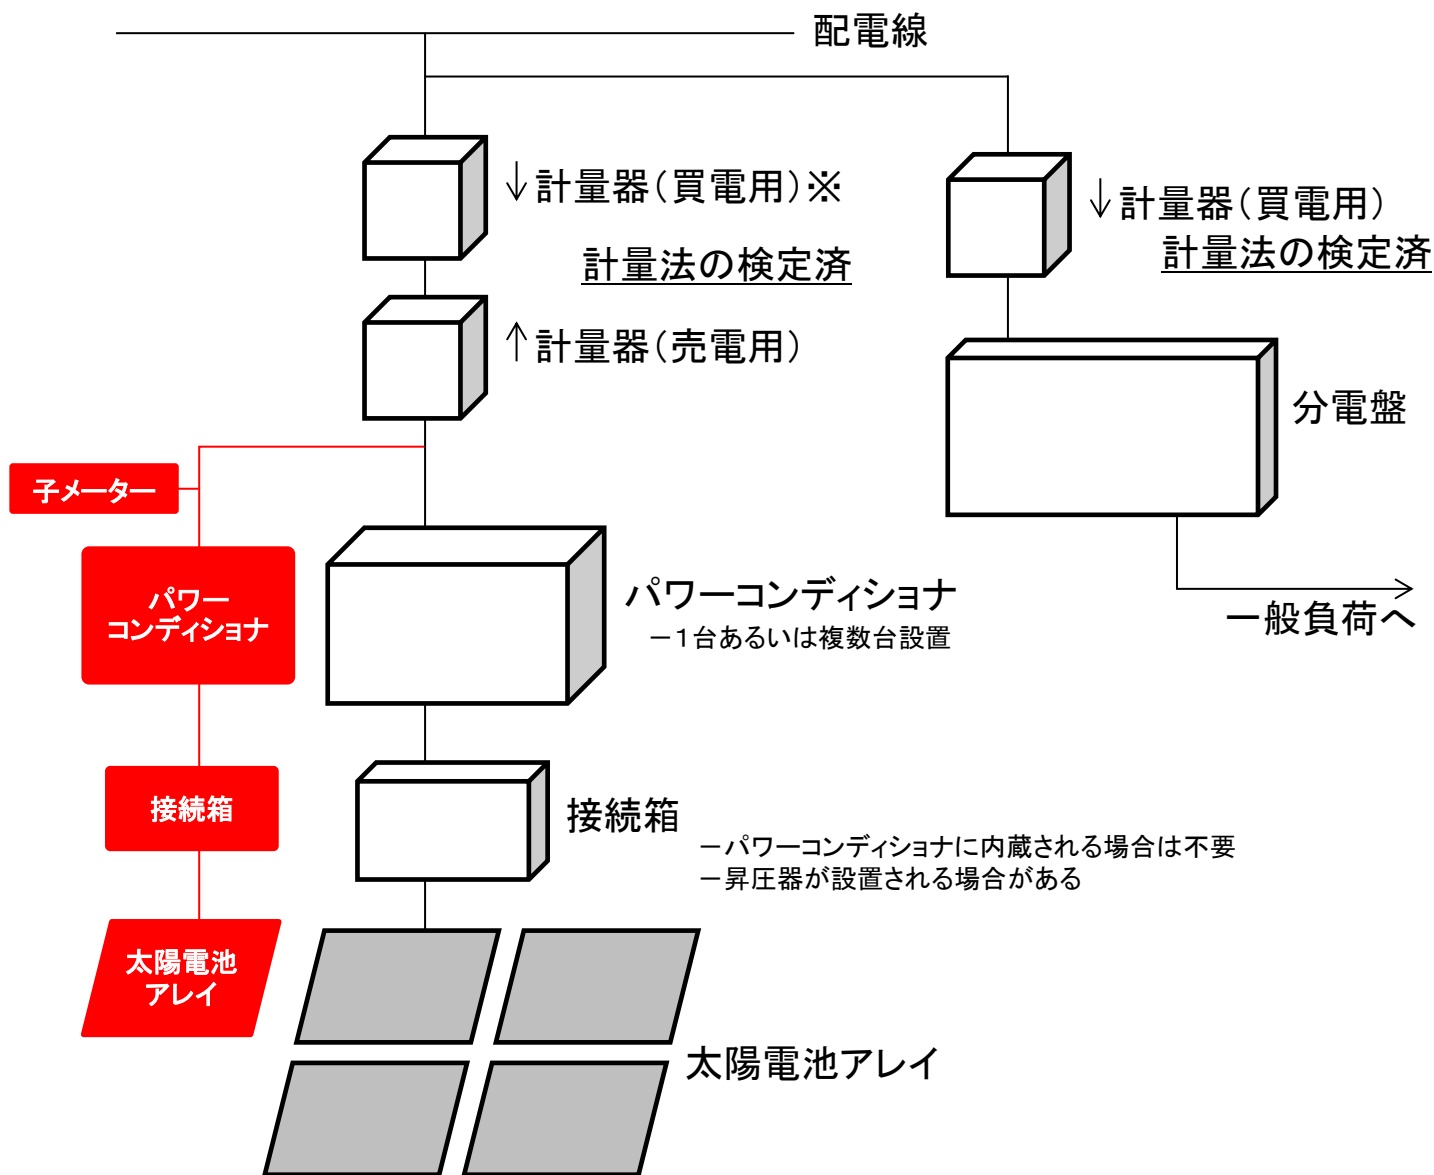 配電線
↓計量器(買電用)※
計量法の検定済
↑計量器(売電用)
↓計量器(買電用)
計量法の検定済
分電盤
一般負荷へ
子メーター
パワー
コンディショナ
パワーコンディショナ
－1台あるいは複数台設置
接続箱
接続箱
－パワーコンディショナに内蔵される場合は不要
－昇圧器が設置される場合がある
太陽電池
アレイ
太陽電池アレイ